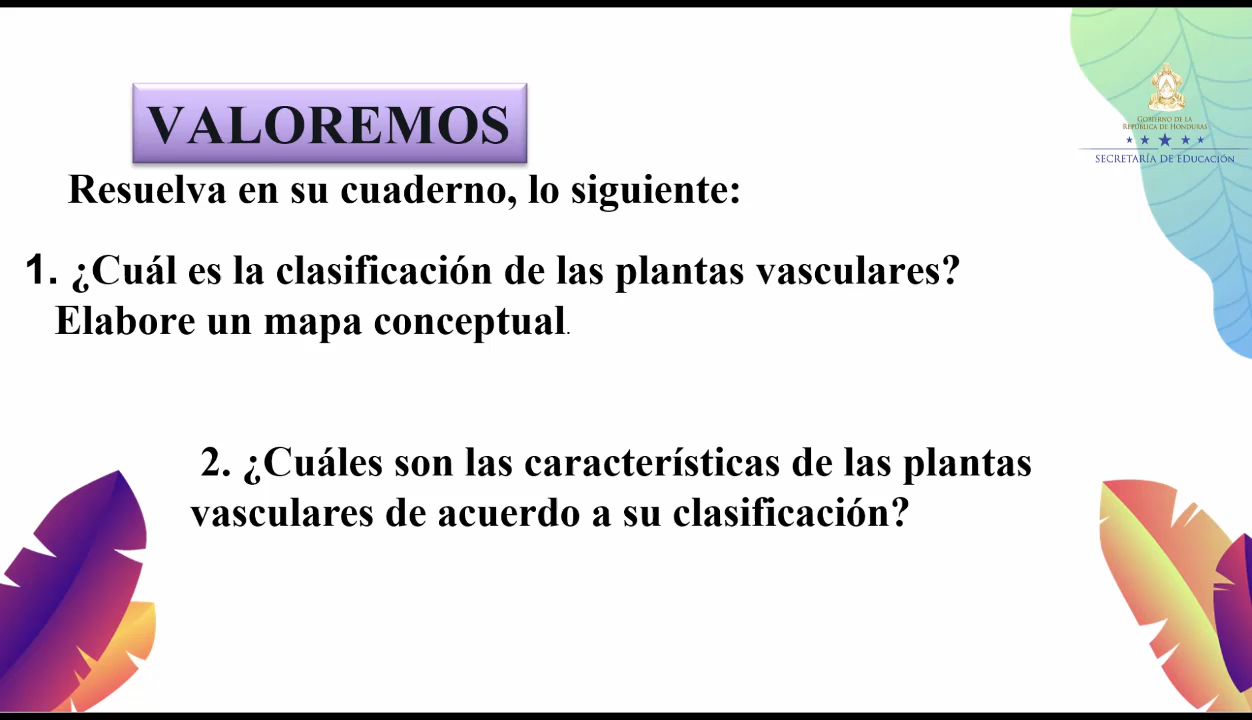 VALOREMOS
GOBIERNO DE LA
REPÚBLICA DE HONDURAS
SECRETARÍA DE EDUCACIÓN
Resuelva en su cuaderno, lo siguiente:
1. ¿Cuál es la clasificación de las plantas vasculares?
Elabore un mapa conceptual.
2. ¿Cuáles son las características de las plantas
vasculares de acuerdo a su clasificación?